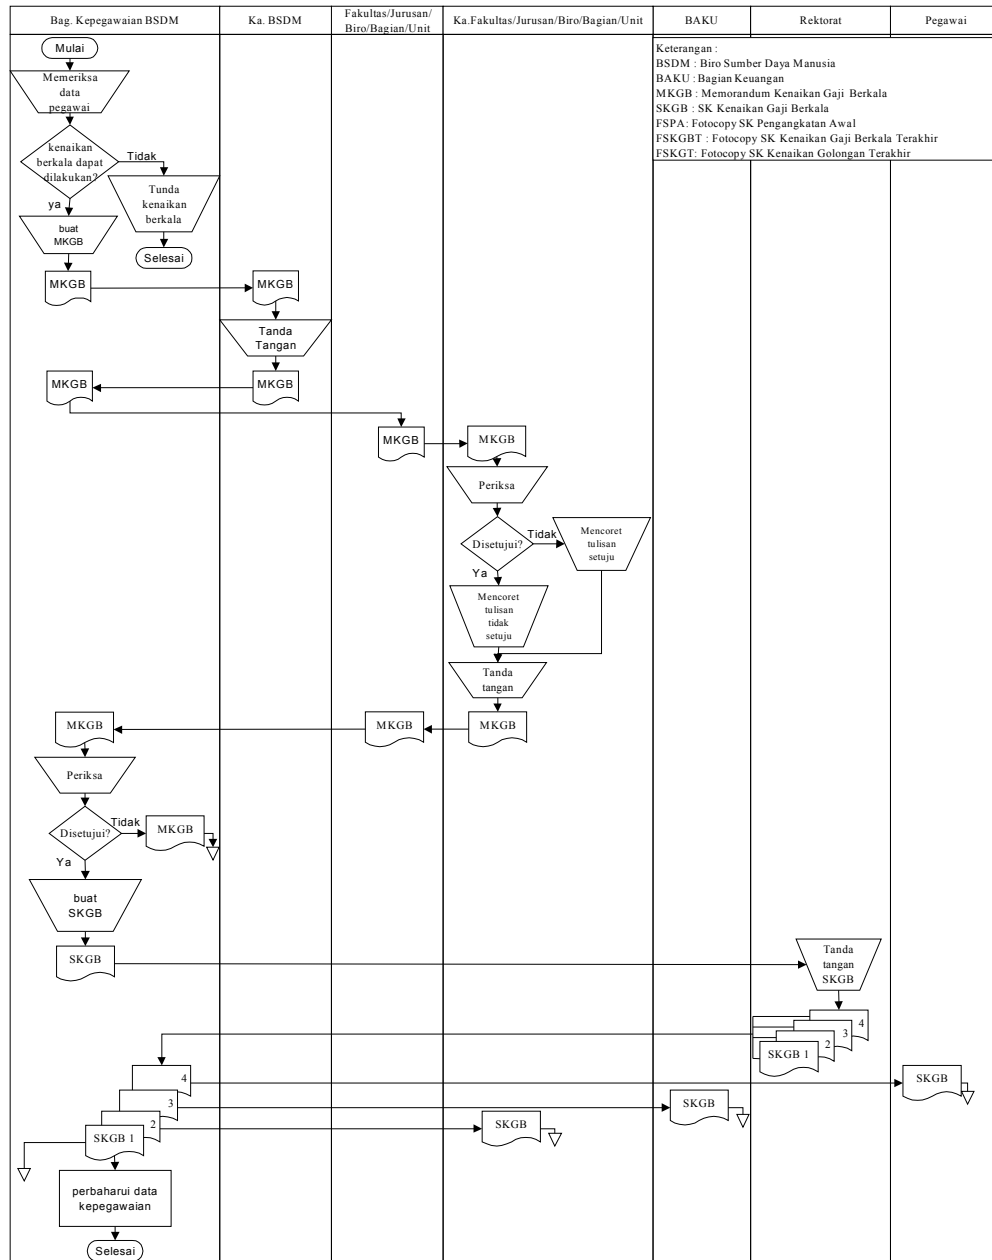 Bag. Kepegawaian BSDM
Ka. BSDM
Fakultas/Jurusan/
Biro/Bagian/Unit
Ka.Fakultas/Jurusan/Biro/Bagian/Unit
BAKU
Rektorat
Pegawai
Keterangan :
BSDM : Biro Sumber Daya Manusia
BAKU : Bagian Keuangan
MKGB : Memorandum Kenaikan Gaji Berkala
SKGB : SK Kenaikan Gaji Berkala
FSPA: Fotocopy SK Pengangkatan Awal
FSKGBT : Fotocopy SK Kenaikan Gaji Berkala Terakhir
FSKGT: Fotocopy SK Kenaikan Golongan Terakhir
Mulai
Memeriksa
data
pegawai
kenaikan
berkala dapat
dilakukan?
Tidak
Tunda
kenaikan
berkala
Selesai
ya
buat
MKGB
MKGB
MKGB
Tanda
Tangan
MKGB
MKGB
MKGB
MKGB
Periksa
Disetujui?
Tidak
Mencoret
tulisan
setuju
Ya
Mencoret
tulisan
tidak
setuju
Tanda
tangan
MKGB
MKGB
MKGB
Periksa
Disetujui?
Tidak
MKGB
Ya
buat
SKGB
SKGB
Tanda
tangan
SKGB
4
3
2
SKGB 1
4
3
2
SKGB 1
SKGB
SKGB
SKGB
perbaharui data
kepegawaian
Selesai